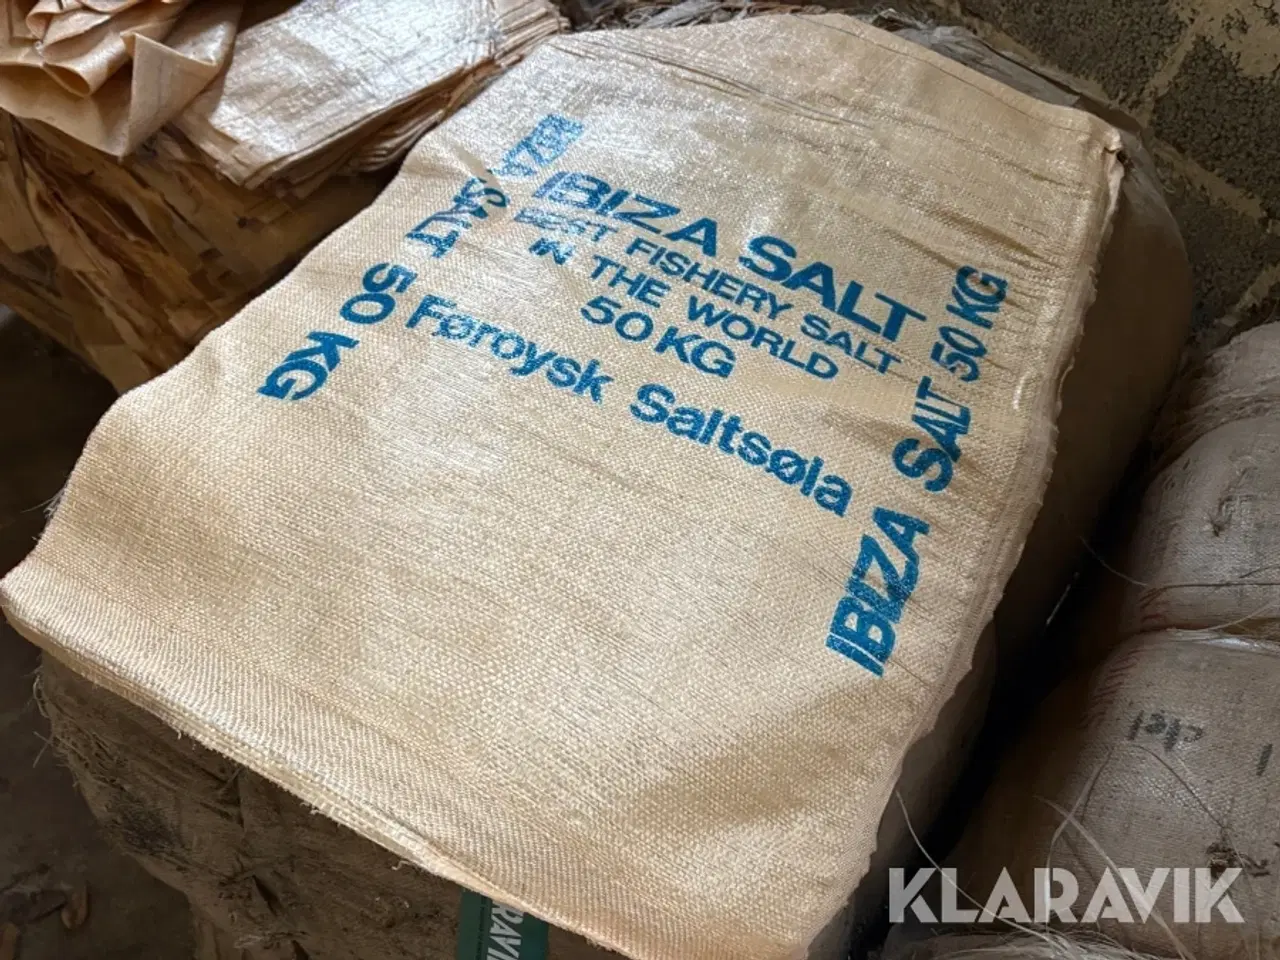 IBIZA SALT
BEST FISHERY SALT
IN THE WORLD
50 KG
Føroysk Saltsøla
IBIZA SALT 50 KG
IBIZA SALT 50 KG
KLARAVIK